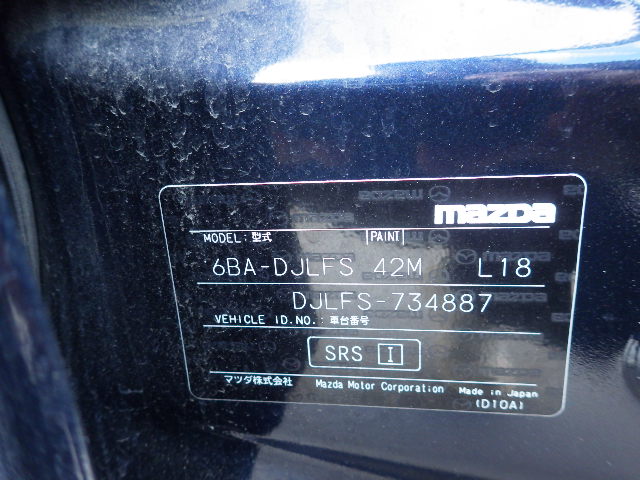 mazda
MODEL: 型式 PAINT
6BA-DJLFS 42M L18
DJLFS-734887
VEHICLE ID.NO.: 車台番号
SRS I
マツダ株式会社 Mazda Motor Corporation Made in Japan
(D10A)